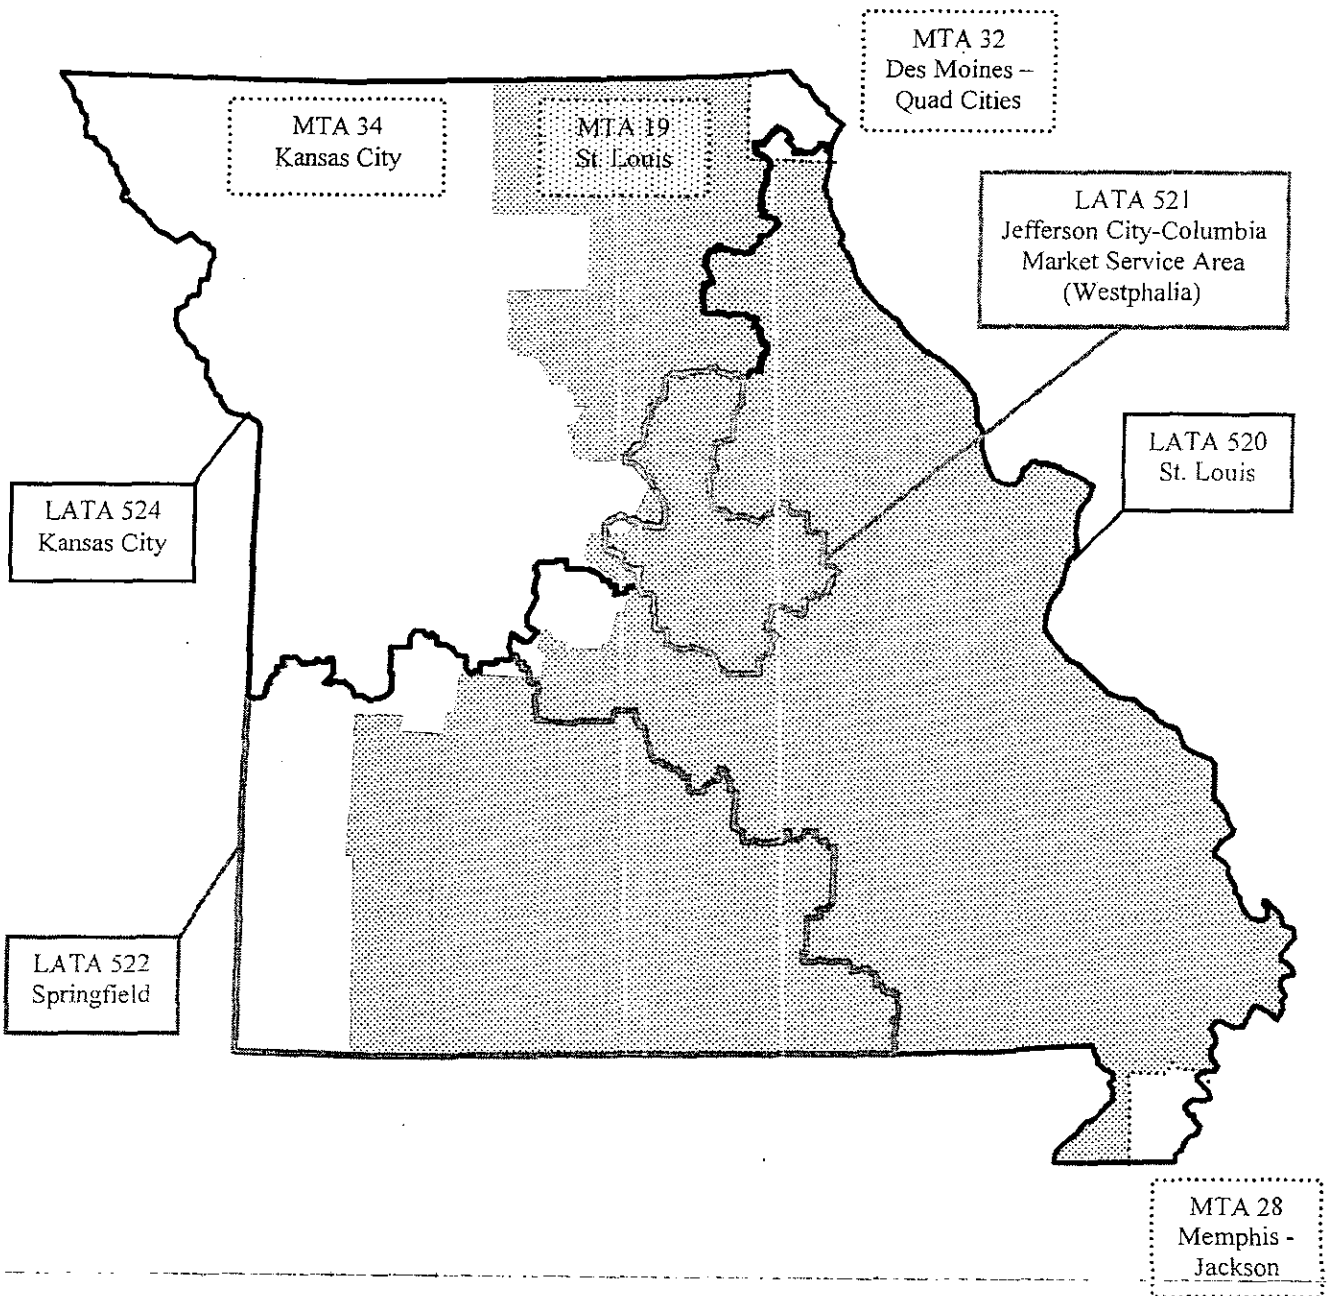 MTA 32
Des Moines –
Quad Cities
MTA 34
Kansas City
MTA 19
St. Louis
LATA 521
Jefferson City-Columbia
Market Service Area
(Westphalia)
LATA 520
St. Louis
LATA 524
Kansas City
LATA 522
Springfield
MTA 28
Memphis -
Jackson